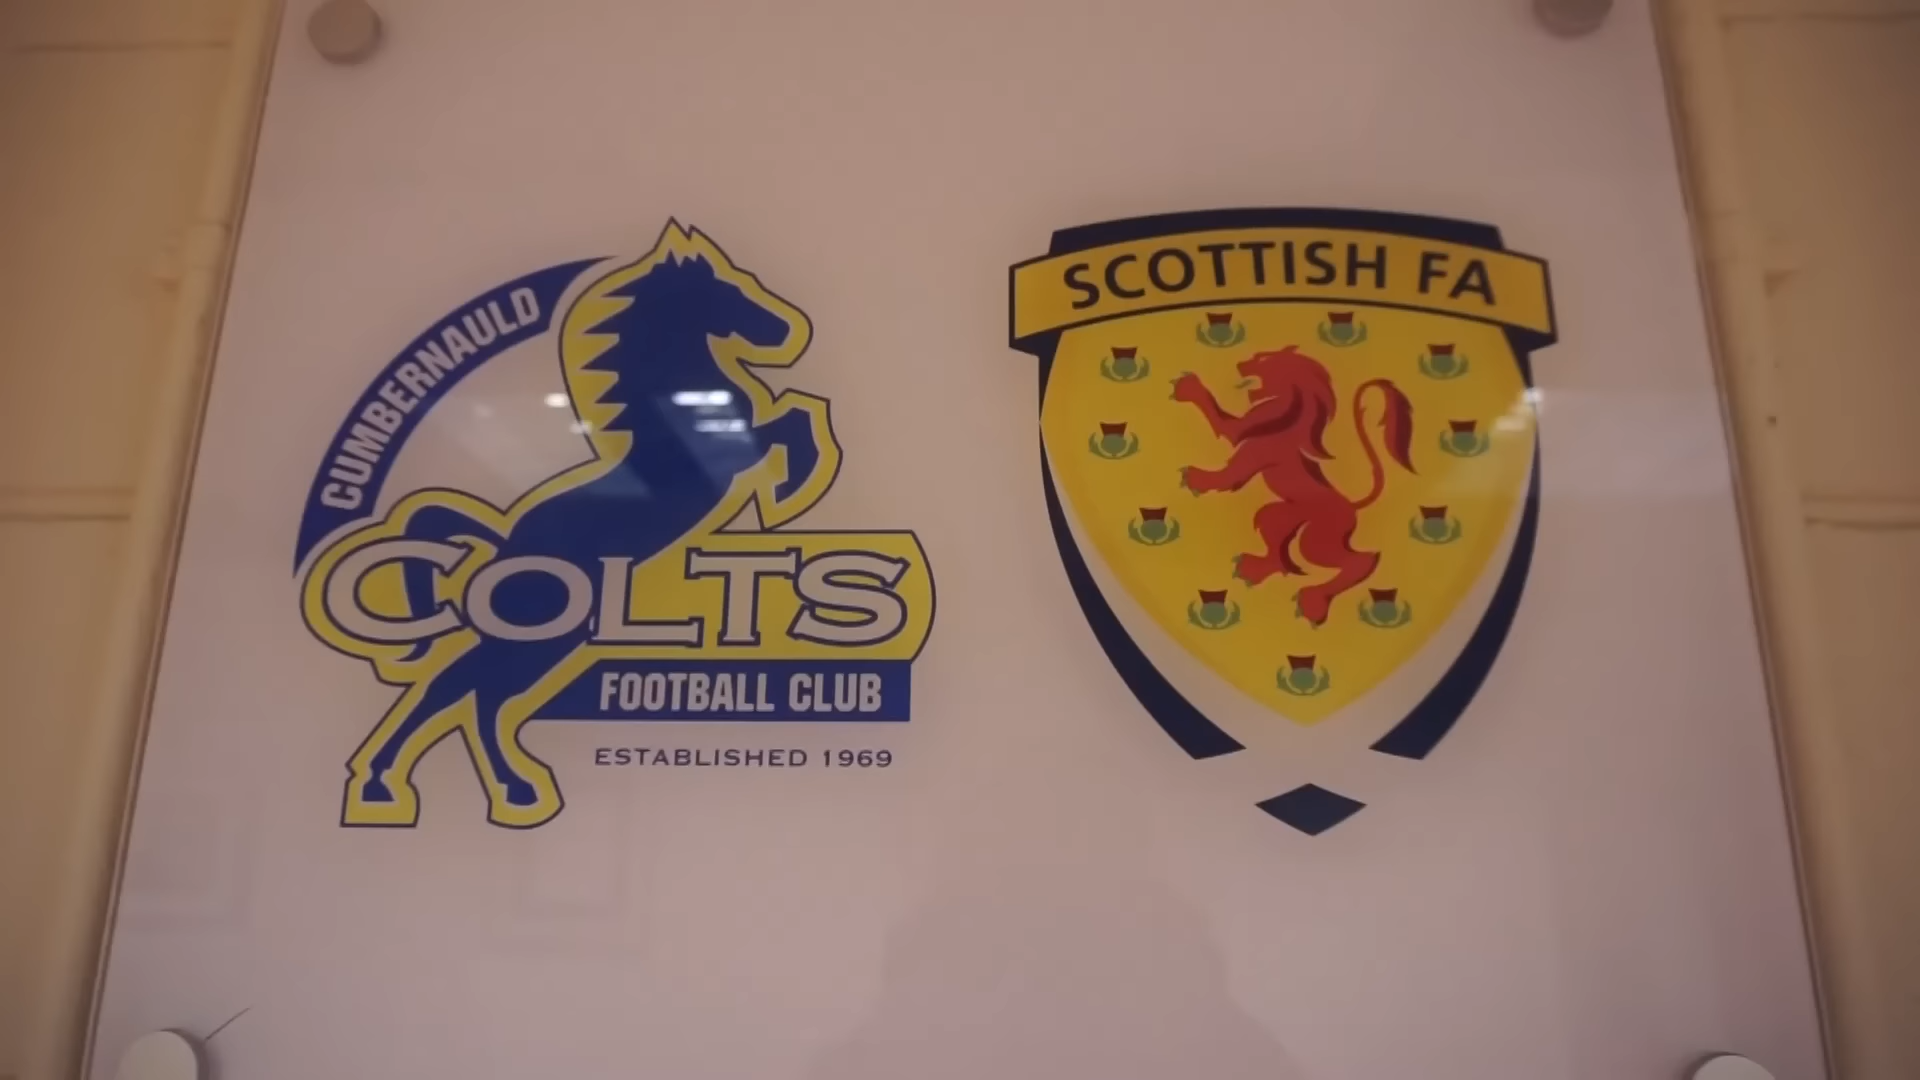 CUMBERNAULD
COLTS
FOOTBALL CLUB
ESTABLISHED 1969
SCOTTISH FA